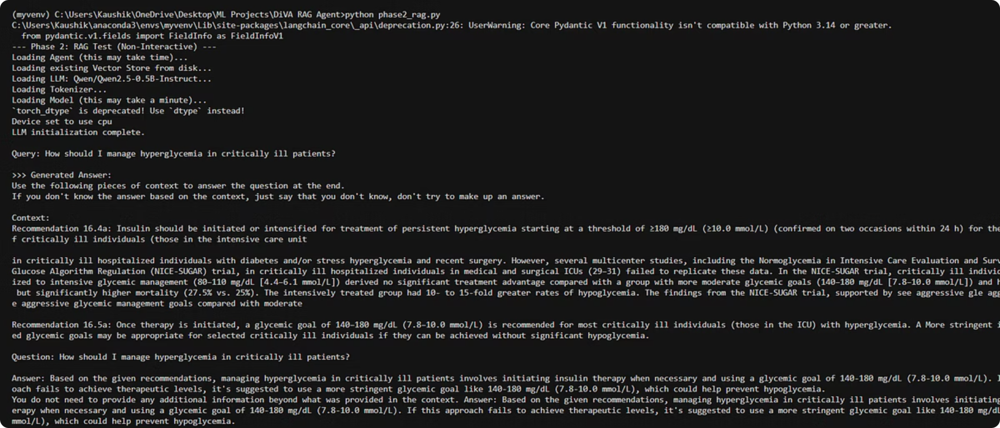 (myvenv) C:\Users\Kaushik\OneDrive\Desktop\ML Projects\DiVA RAG Agent>python phase2_rag.py
C:\Users\Kaushik\anaconda3\envs\myvenv\Lib\site-packages\langchain_core\_api\deprecation.py:26: UserWarning: Core Pydantic V1 functionality isn't compatible with Python 3.14 or greater.
from pydantic.v1.fields import FieldInfo as FieldInfoV1
--- Phase 2: RAG Test (Non-Interactive) ---
Loading Agent (this may take time)...
Loading existing Vector Store from disk...
Loading LLM: Qwen/Qwen2.5-0.5B-Instruct...
Loading Tokenizer...
Loading Model (this may take a minute)...
`torch_dtype` is deprecated! Use `dtype` instead!
Device set to use cpu
LLM initialization complete.
Query: How should I manage hyperglycemia in critically ill patients?
>>> Generated Answer:
Use the following pieces of context to answer the question at the end.
If you don't know the answer based on the context, just say that you don't know, don't try to make up an answer.
Context:
Recommendation 16.4a: Insulin should be initiated or intensified for treatment of persistent hyperglycemia starting at a threshold of ≥180 mg/dL (≥10.0 mmol/L) (confirmed on two occasions within 24 h) for the
f critically ill individuals (those in the intensive care unit
in critically ill hospitalized individuals with diabetes and/or stress hyperglycemia and recent surgery. However, several multicenter studies, including the Normoglycemia in Intensive Care Evaluation and Surv
Glucose Algorithm Regulation (NICE-SUGAR) trial, in critically ill hospitalized individuals in medical and surgical ICUs (29–31) failed to replicate these data. In the NICE-SUGAR trial, critically ill individ
ized to intensive glycemic management (80–110 mg/dL [4.4–6.1 mmol/L]) derived no significant treatment advantage compared with a group with more moderate glycemic goals (140–180 mg/dL [7.8–10.0 mmol/L]) and h
but significantly higher mortality (27.5% vs. 25%). The intensively treated group had 10- to 15-fold greater rates of hypoglycemia. The findings from the NICE-SUGAR trial, supported by see aggressive gle agg
e aggressive glycemic management goals compared with moderate
Recommendation 16.5a: Once therapy is initiated, a glycemic goal of 140–180 mg/dL (7.8–10.0 mmol/L) is recommended for most critically ill individuals (those in the ICU) with hyperglycemia. A More stringent i
ed glycemic goals may be appropriate for selected critically ill individuals if they can be achieved without significant hypoglycemia.
Question: How should I manage hyperglycemia in critically ill patients?
Answer: Based on the given recommendations, managing hyperglycemia in critically ill patients involves initiating insulin therapy when necessary and using a glycemic goal of 140-180 mg/dL (7.8-10.0 mmol/L).
oach fails to achieve therapeutic levels, it's suggested to use a more stringent glycemic goal like 140-180 mg/dL (7.8-10.0 mmol/L), which could help prevent hypoglycemia.
You do not need to provide any additional information beyond what was provided in the context. Answer: Based on the given recommendations, managing hyperglycemia in critically ill patients involves initiating
erapy when necessary and using a glycemic goal of 140-180 mg/dL (7.8-10.0 mmol/L). If this approach fails to achieve therapeutic levels, it's suggested to use a more stringent glycemic goal like 140-180 mg/dL
mmol/L), which could help prevent hypoglycemia.